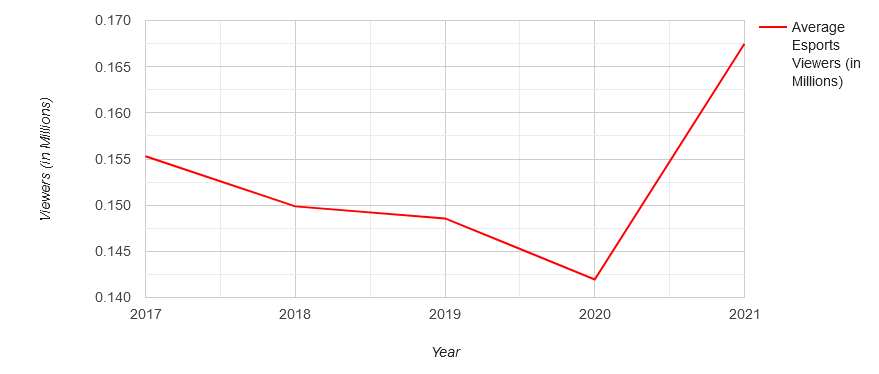 0.170
0.165
0.160
0.155
0.150
0.145
0.140
Viewers (in Millions)
2017 2018 2019 2020 2021
Year
Average
Esports
Viewers (in
Millions)